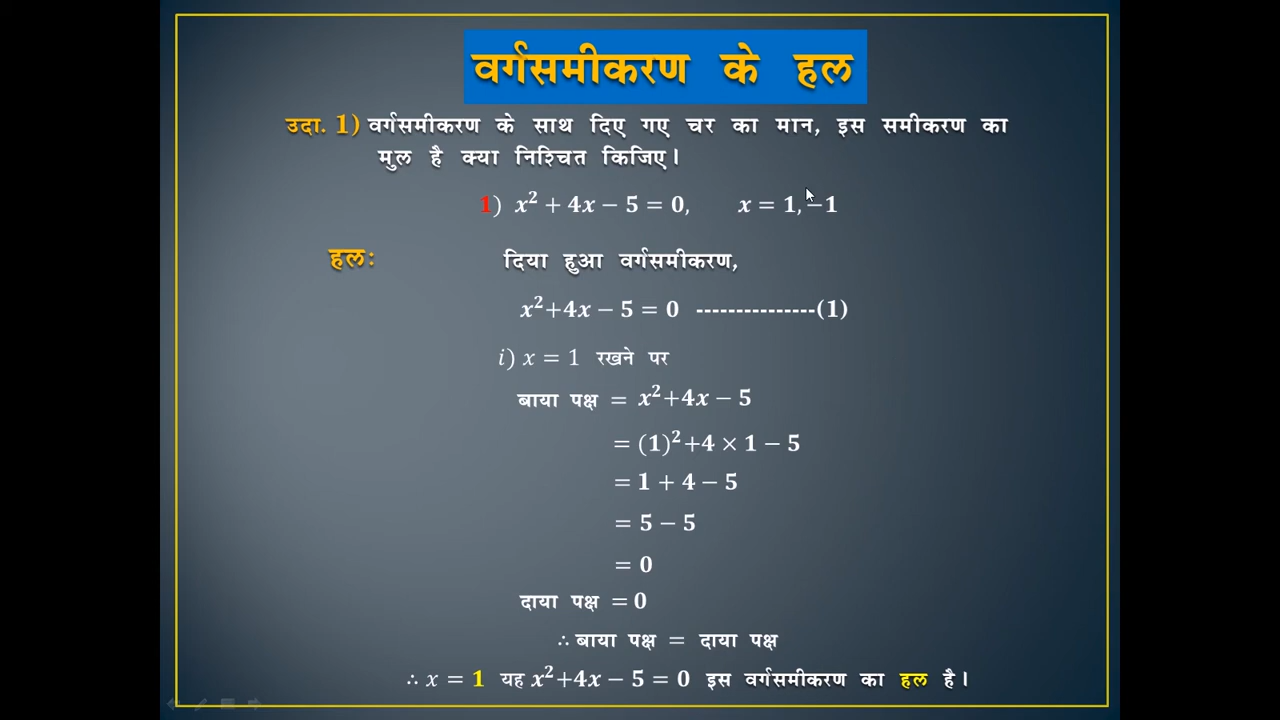 वर्गसमीकरण के हल
उदा. 1) वर्गसमीकरण के साथ दिए गए चर का मान, इस समीकरण का
मुल है क्या निश्चित किजिए।
1) x² + 4x − 5 = 0, x = 1, −1
हलः दिया हुआ वर्गसमीकरण,
x²+4x − 5 = 0 ---------------(1)
i) x = 1 रखने पर
बाया पक्ष = x²+4x − 5
= (1)²+4 × 1 − 5
= 1 + 4 − 5
= 5 − 5
= 0
दाया पक्ष = 0
∴ बाया पक्ष = दाया पक्ष
∴ x = 1 यह x²+4x − 5 = 0 इस वर्गसमीकरण का हल है।